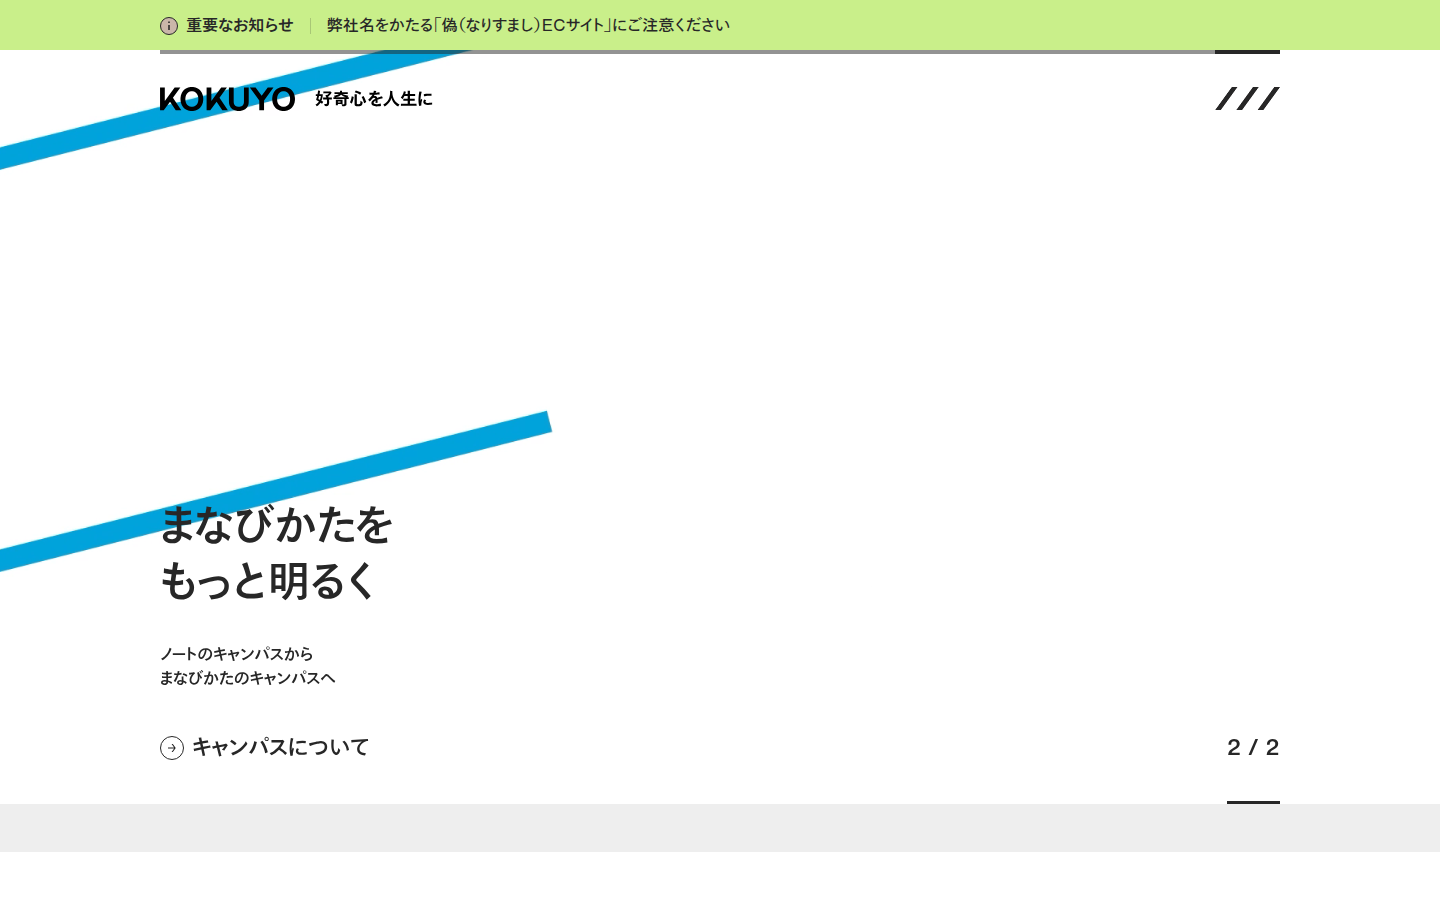 重要なお知らせ
弊社名をかたる「偽（なりすまし）ECサイト」にご注意ください
KOKUYO 好奇心を人生に
まなびかたを
もっと明るく
ノートのキャンパスから
まなびかたのキャンパスへ
キャンパスについて
2 / 2